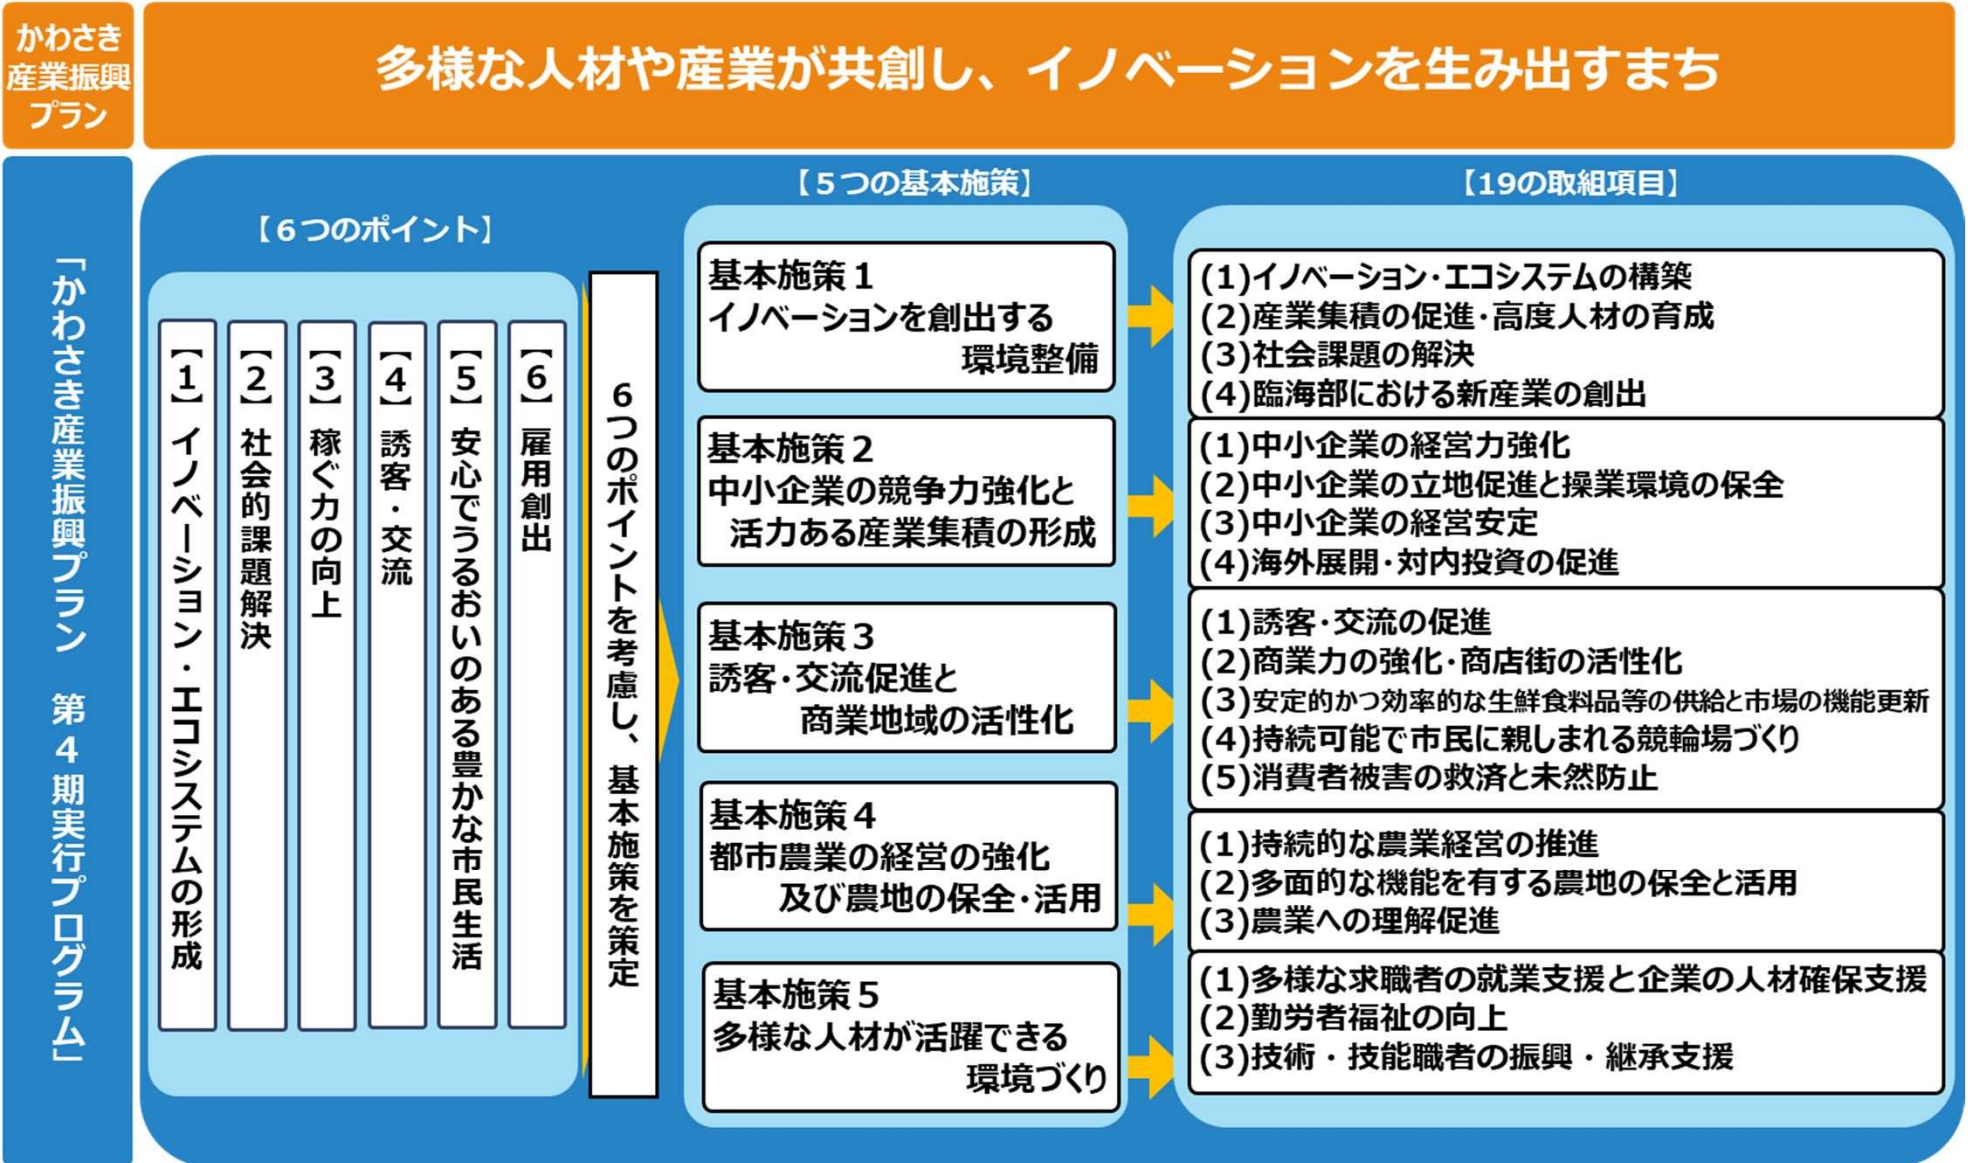 かわさき
産業振興
プラン
多様な人材や産業が共創し、イノベーションを生み出すまち
「かわさき産業振興プラン　第４期実行プログラム」
【６つのポイント】
【1】イノベーション・エコシステムの形成
【2】社会的課題解決
【3】稼ぐ力の向上
【4】誘客・交流
【5】安心でうるおいのある豊かな市民生活
【6】雇用創出
６つのポイントを考慮し、基本施策を策定
【５つの基本施策】
基本施策１
イノベーションを創出する
環境整備
基本施策２
中小企業の競争力強化と
活力ある産業集積の形成
基本施策３
誘客・交流促進と
商業地域の活性化
基本施策４
都市農業の経営の強化
及び農地の保全・活用
基本施策５
多様な人材が活躍できる
環境づくり
【19の取組項目】
(1)イノベーション・エコシステムの構築
(2)産業集積の促進・高度人材の育成
(3)社会課題の解決
(4)臨海部における新産業の創出
(1)中小企業の経営力強化
(2)中小企業の立地促進と操業環境の保全
(3)中小企業の経営安定
(4)海外展開・対内投資の促進
(1)誘客・交流の促進
(2)商業力の強化・商店街の活性化
(3)安定的かつ効率的な生鮮食料品等の供給と市場の機能更新
(4)持続可能で市民に親しまれる競輪場づくり
(5)消費者被害の救済と未然防止
(1)持続的な農業経営の推進
(2)多面的な機能を有する農地の保全と活用
(3)農業への理解促進
(1)多様な求職者の就業支援と企業の人材確保支援
(2)勤労者福祉の向上
(3)技術・技能職者の振興・継承支援